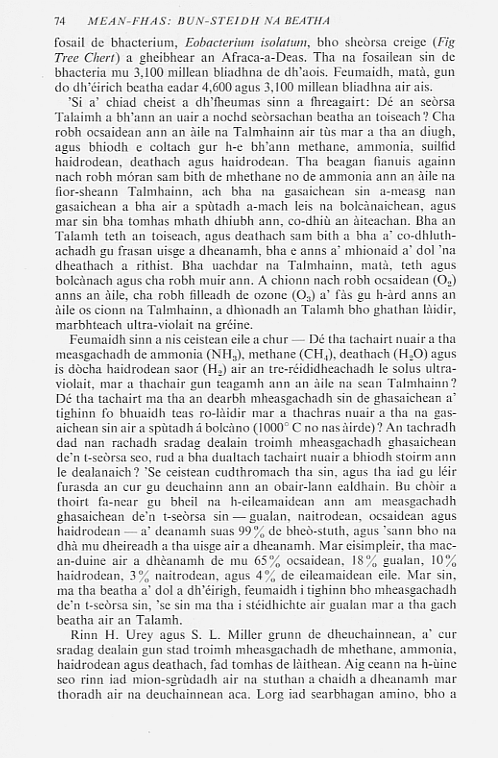 74 MEAN-FHAS: BUN-STEIDH NA BEATHA
fosail de bhacterium, Eobacterium isolatum, bho sheòrsa creige (Fig
Tree Chert) a gheibhear an Afraca-a-Deas. Tha na fosailean sin de
bhacteria mu 3,100 millean bliadhna de dh'aois. Feumaidh, matà, gun
do dh'éirich beatha eadar 4,600 agus 3,100 millean bliadhna air ais.
'Si a' chiad cheist a dh'fheumas sinn a fhreagairt: Dé an seòrsa
Talaimh a bh'ann an uair a nochd seòrsachan beatha an toiseach? Cha
robh ocsaidean ann an àile na Talmhainn air tùs mar a tha an diugh,
agus bhiodh e coltach gur h-e bh'ann methane, ammonia, suilfid
haidrodean, deathach agus haidrodean. Tha beagan fianuis againn
nach robh móran sam bith de mhethane no de ammonia ann an àile na
fior-sheann Talmhainn, ach bha na gasaichean sin a-measg nan
gasaichean a bha air a spùtadh a-mach leis na bolcànaichean, agus
mar sin bha tomhas mhath dhiubh ann, co-dhiù an àiteachan. Bha an
Talamh teth an toiseach, agus deathach sam bith a bha a' co-dhluth-
achadh gu frasan uisge a dheanamh, bha e anns a' mhionaid a' dol 'na
dheathach a rithist. Bha uachdar na Talmhainn, matà, teth agus
bolcànach agus cha robh muir ann. A chionn nach robh ocsaidean (O₂)
anns an àile, cha robh filleadh de ozone (O₃) a' fàs gu h-àrd anns an
àile os cionn na Talmhainn, a dhìonadh an Talamh bho ghathan làidir,
marbhteach ultra-violait na gréine.
Feumaidh sinn a nis ceistean eile a chur — Dé tha tachairt nuair a tha
measgachadh de ammonia (NH₃), methane (CH₄), deathach (H₂O) agus
is dòcha haidrodean saor (H₂) air an tre-réididheachadh le solus ultra-
violait, mar a thachair gun teagamh ann an àile na sean Talmhainn?
Dé tha tachairt ma tha an dearbh mheasgachadh sin de ghasaichean a'
tighinn fo bhuaidh teas ro-làidir mar a thachras nuair a tha na gas-
aichean sin air a spùtadh á bolcàno (1000° C no nas àirde)? An tachradh
dad nan rachadh sradag dealain troimh mheasgachadh ghasaichean
de'n t-seòrsa seo, rud a bha dualtach tachairt nuair a bhiodh stoirm ann
le dealanaich? 'Se ceistean cudthromach tha sin, agus tha iad gu léir
furasda an cur gu deuchainn ann an obair-lann ealdhain. Bu chòir a
thoirt fa-near gu bheil na h-eileamaidean ann am measgachadh
ghasaichean de'n t-seòrsa sin — gualan, naitrodean, ocsaidean agus
haidrodean — a' deanamh suas 99% de bheò-stuth, agus 'sann bho na
dhà mu dheireadh a tha uisge air a dheanamh. Mar eisimpleir, tha mac-
an-duine air a dhèanamh de mu 65% ocsaidean, 18% gualan, 10%
haidrodean, 3% naitrodean, agus 4% de eileamaidean eile. Mar sin,
ma tha beatha a' dol a dh'éirigh, feumaidh i tighinn bho mheasgachadh
de'n t-seòrsa sin, 'se sin ma tha i stéidhichte air gualan mar a tha gach
beatha air an Talamh.
Rinn H. Urey agus S. L. Miller grunn de dheuchainnean, a' cur
sradag dealain gun stad troimh mheasgachadh de mhethane, ammonia,
haidrodean agus deathach, fad tomhas de làithean. Aig ceann na h-ùine
seo rinn iad mion-sgrùdadh air na stuthan a chaidh a dheanamh mar
thoradh air na deuchainnean aca. Lorg iad searbhagan amino, bho a